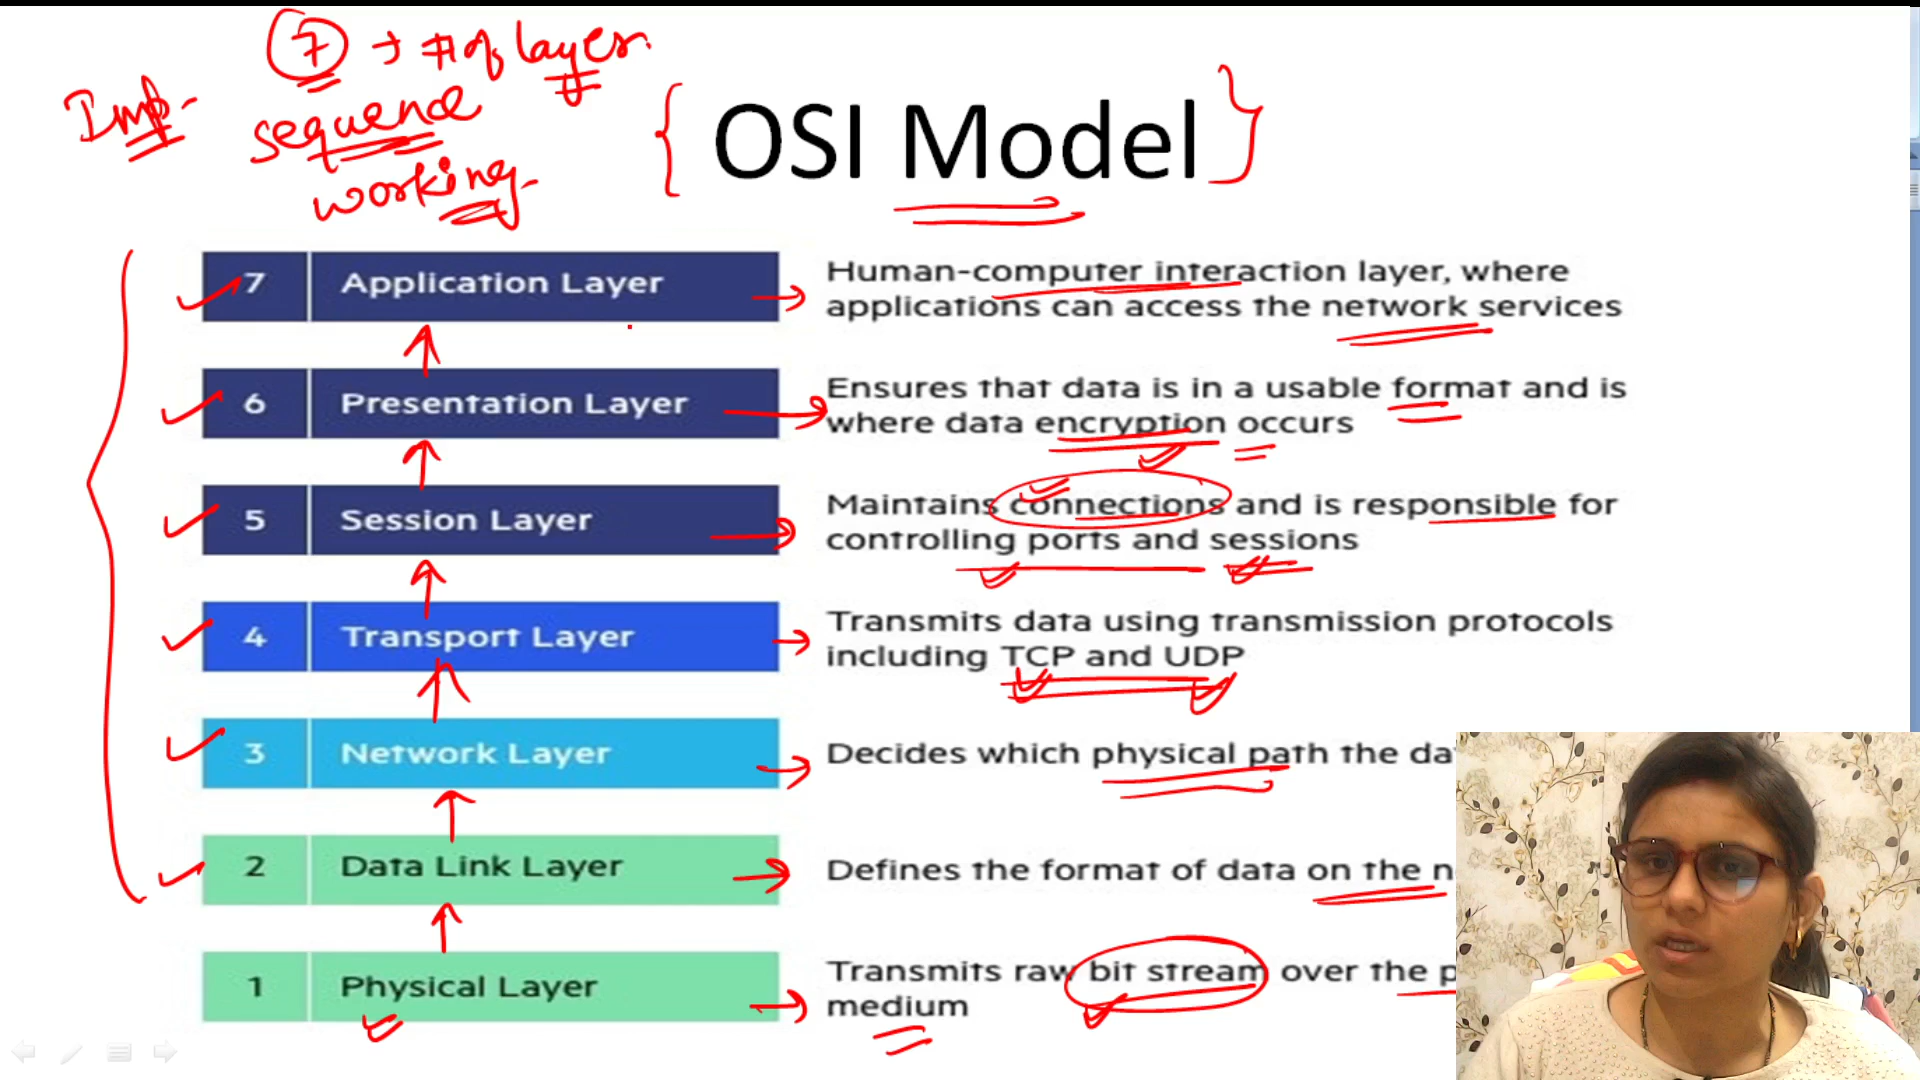 7 → # of layer.
Imp-
sequence
working-
{ OSI Model }
7 Application Layer → Human-computer interaction layer, where
applications can access the network services
6 Presentation Layer → Ensures that data is in a usable format and is
where data encryption occurs
5 Session Layer → Maintains connections and is responsible for
controlling ports and sessions
4 Transport Layer → Transmits data using transmission protocols
including TCP and UDP
3 Network Layer → Decides which physical path the da
2 Data Link Layer → Defines the format of data on the n
1 Physical Layer → Transmits raw bit stream over the p
medium